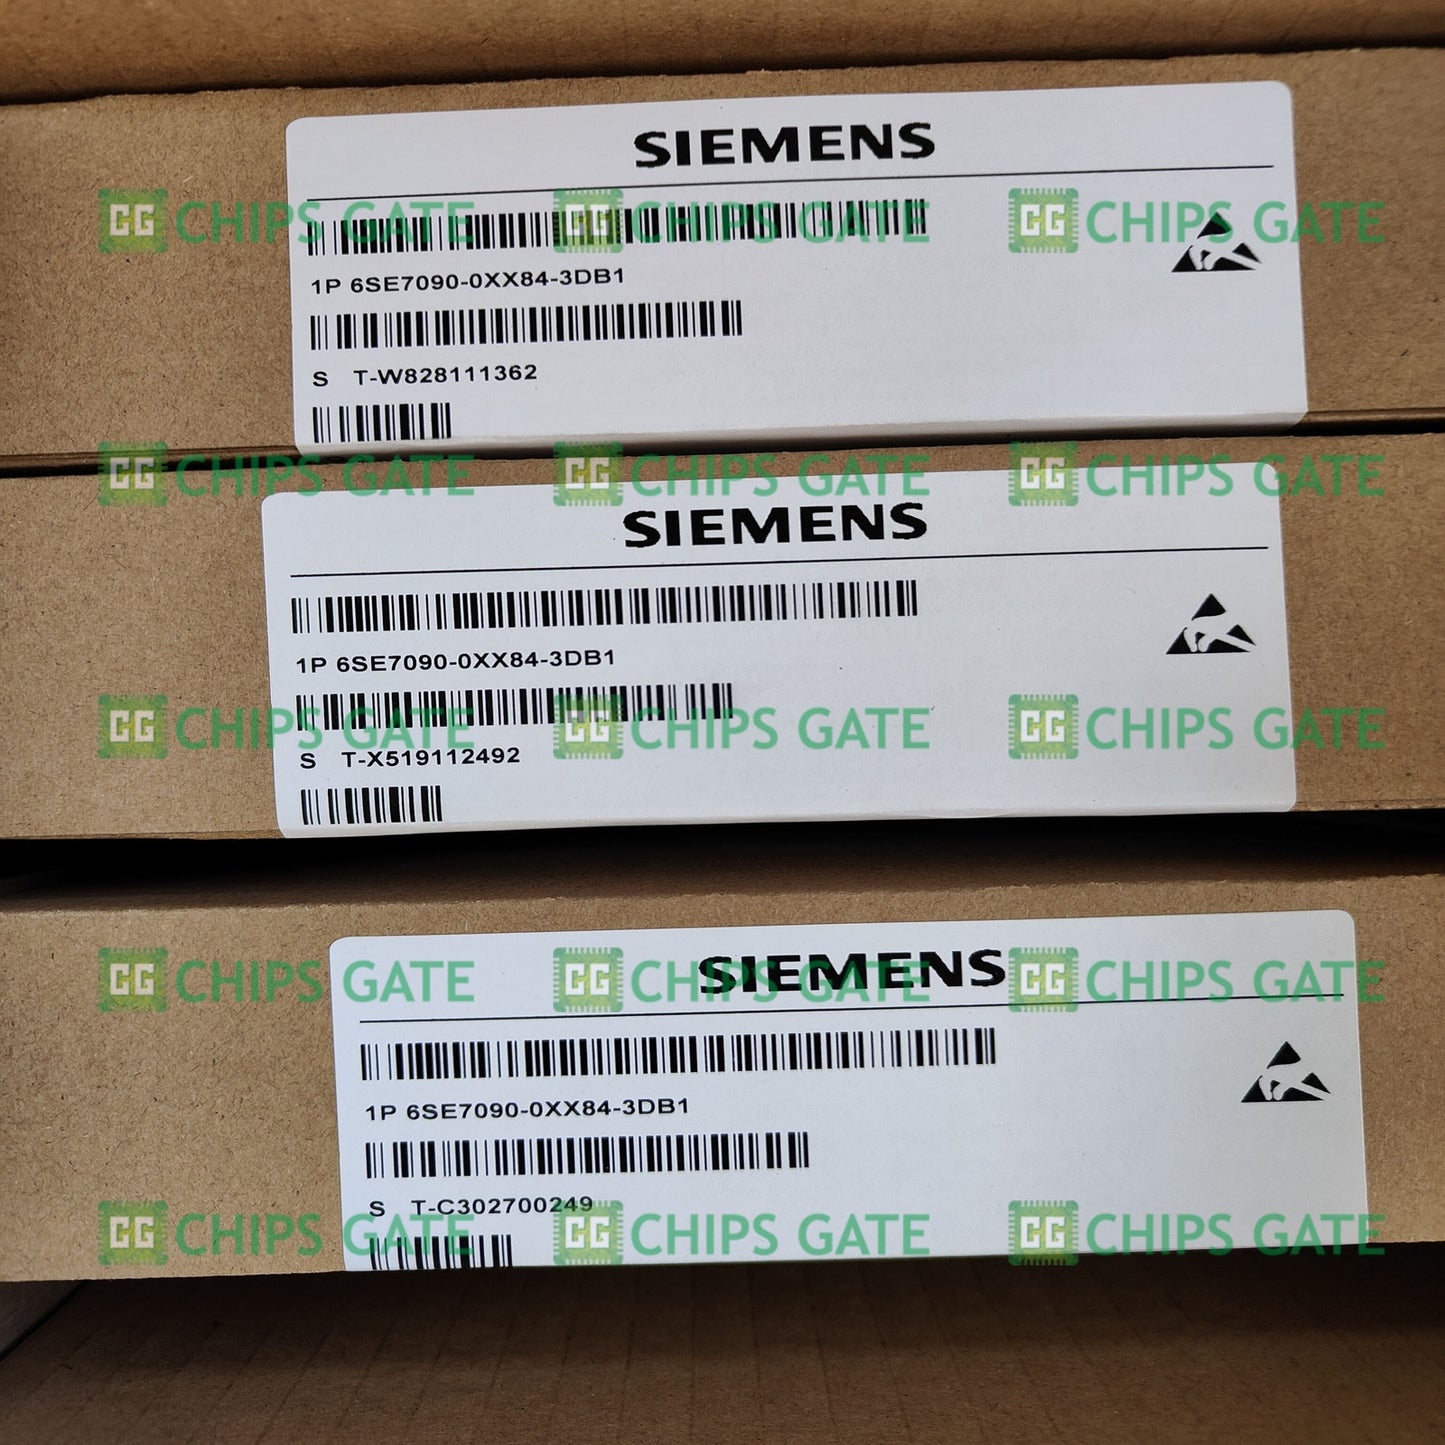 SIEMENS
CG CHIPS GATE CG CHIPS GATE CG CHIPS GATE
1P 6SE7090-0XX84-3DB1
S T-W828111362
CG CHIPS GATE CG CHIPS GATE CG CHIPS GATE
SIEMENS
1P 6SE7090-0XX84-3DB1
CG CHIPS GATE CG CHIPS GATE CG CHIPS GATE
S T-X519112492
SIEMENS
CG CHIPS GATE CG CHIPS GATE CG CHIPS GATE
1P 6SE7090-0XX84-3DB1
S T-C302700249
CG CHIPS GATE CG CHIPS GATE CG CHIPS GATE